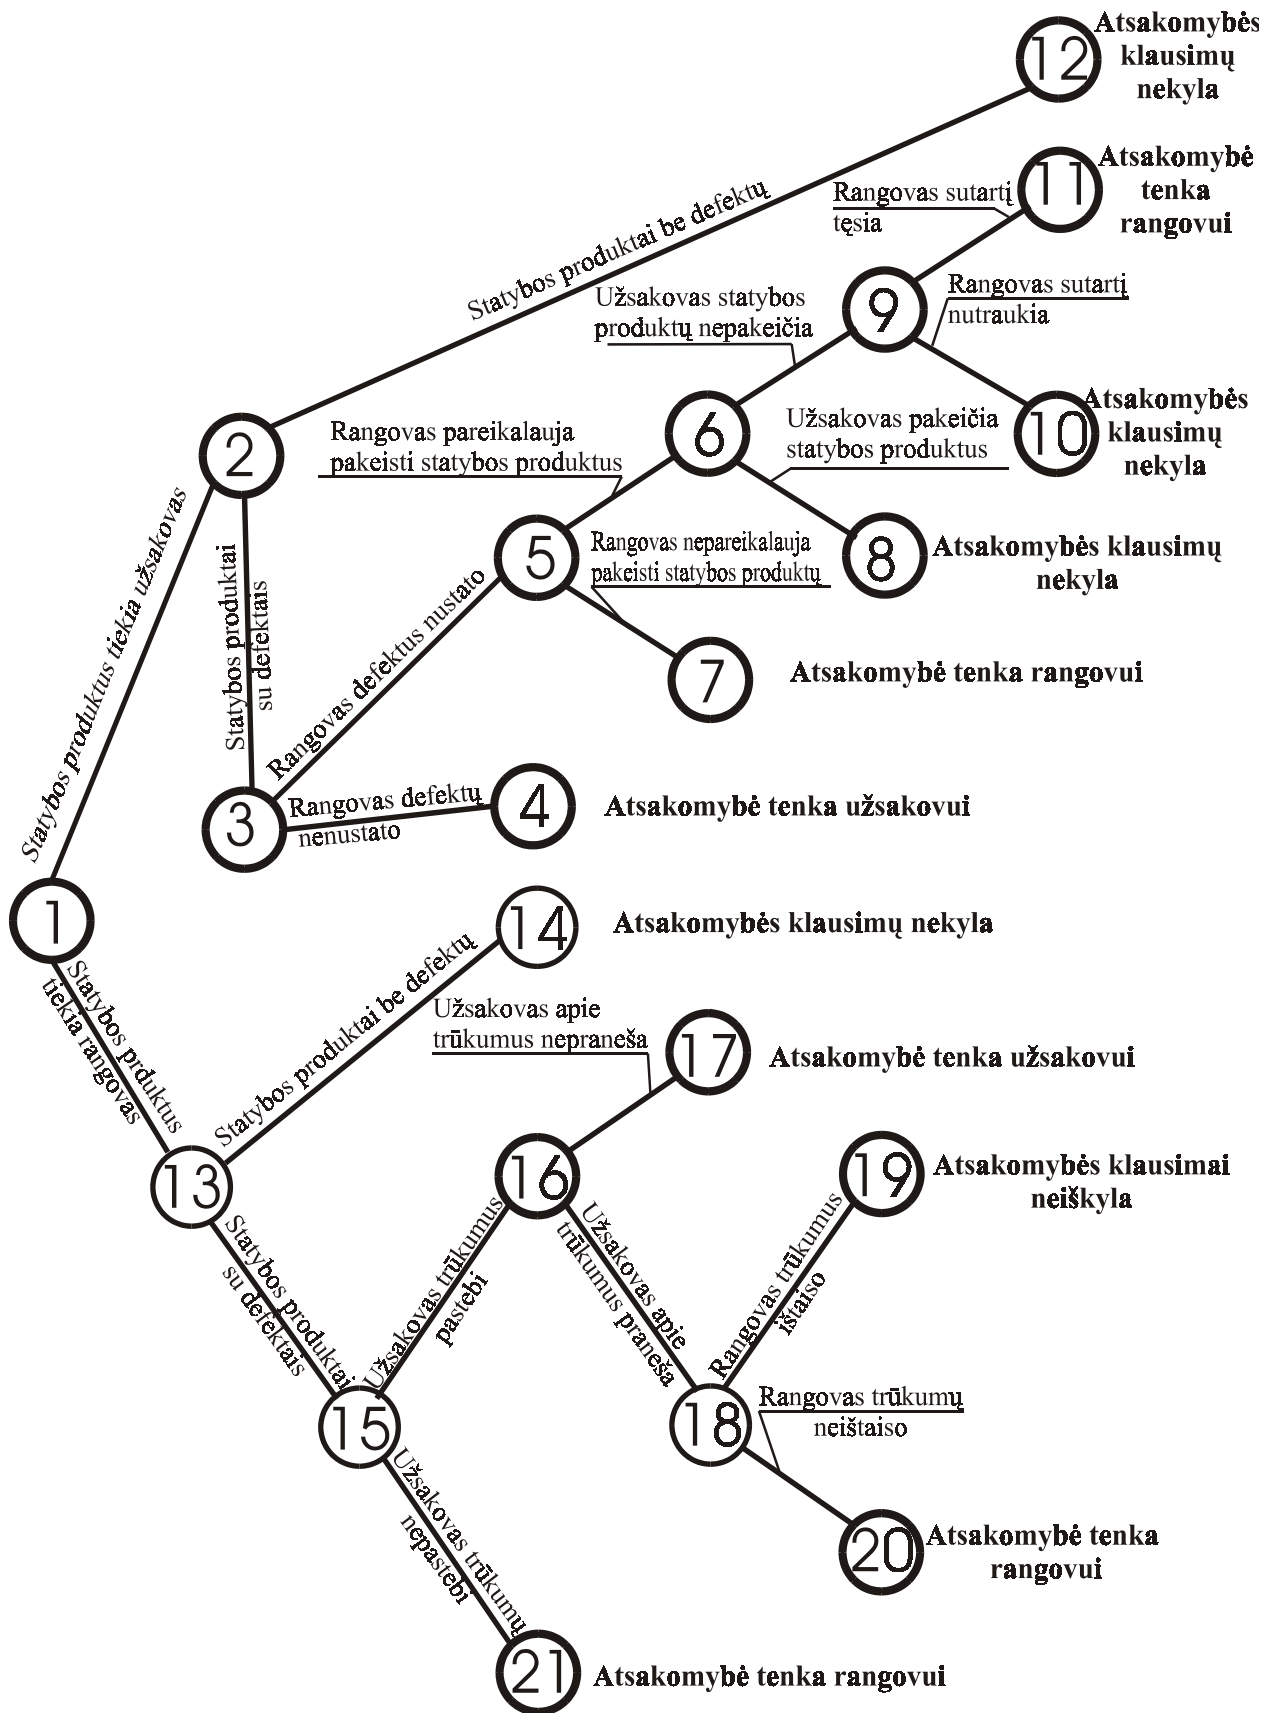 12
Atsakomybės
klausimų
nekyla
11
Atsakomybė
tenka
rangovui
Rangovas sutartį
tęsia
Statybos produktai be defektų
Užsakovas statybos
produktų nepakeičia
9
Rangovas sutartį
nutraukia
2
Rangovas pareikalauja
pakeisti statybos produktus
6
Užsakovas pakeičia
statybos produktus
10
Atsakomybės
klausimų
nekyla
Statybos produktus tiekia užsakovas
Statybos produktai
su defektais
5
Rangovas nepareikalauja
pakeisti statybos produktų
8
Atsakomybės klausimų
nekyla
Rangovas defektus nustato
7
Atsakomybė tenka rangovui
3
Rangovas defektų
nenustato
4
Atsakomybė tenka užsakovui
1
14
Atsakomybės klausimų nekyla
Statybos prduktus
tiekia rangovas
Statybos produktai be defektų
Užsakovas apie
trūkumus nepraneša
17
Atsakomybė tenka užsakovui
13
16
19
Atsakomybės klausimai
neiškyla
Statybos produktai
su defektais
Užsakovas trūkumus
pastebi
Užsakovas apie
trūkumus praneša
Rangovas trūkumus
ištaiso
15
18
Rangovas trūkumų
neištaiso
Užsakovas trūkumų
nepastebi
20
Atsakomybė tenka
rangovui
21
Atsakomybė tenka rangovui